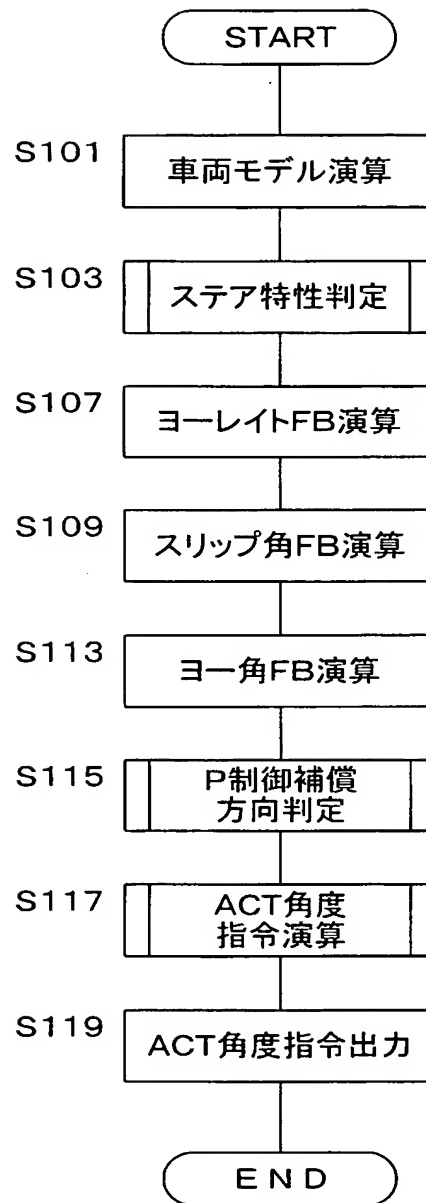 START
S101
車両モデル演算
S103
ステア特性判定
S107
ヨーレイトFB演算
S109
スリップ角FB演算
S113
ヨー角FB演算
S115
P制御補償
方向判定
S117
ACT角度
指令演算
S119
ACT角度指令出力
END